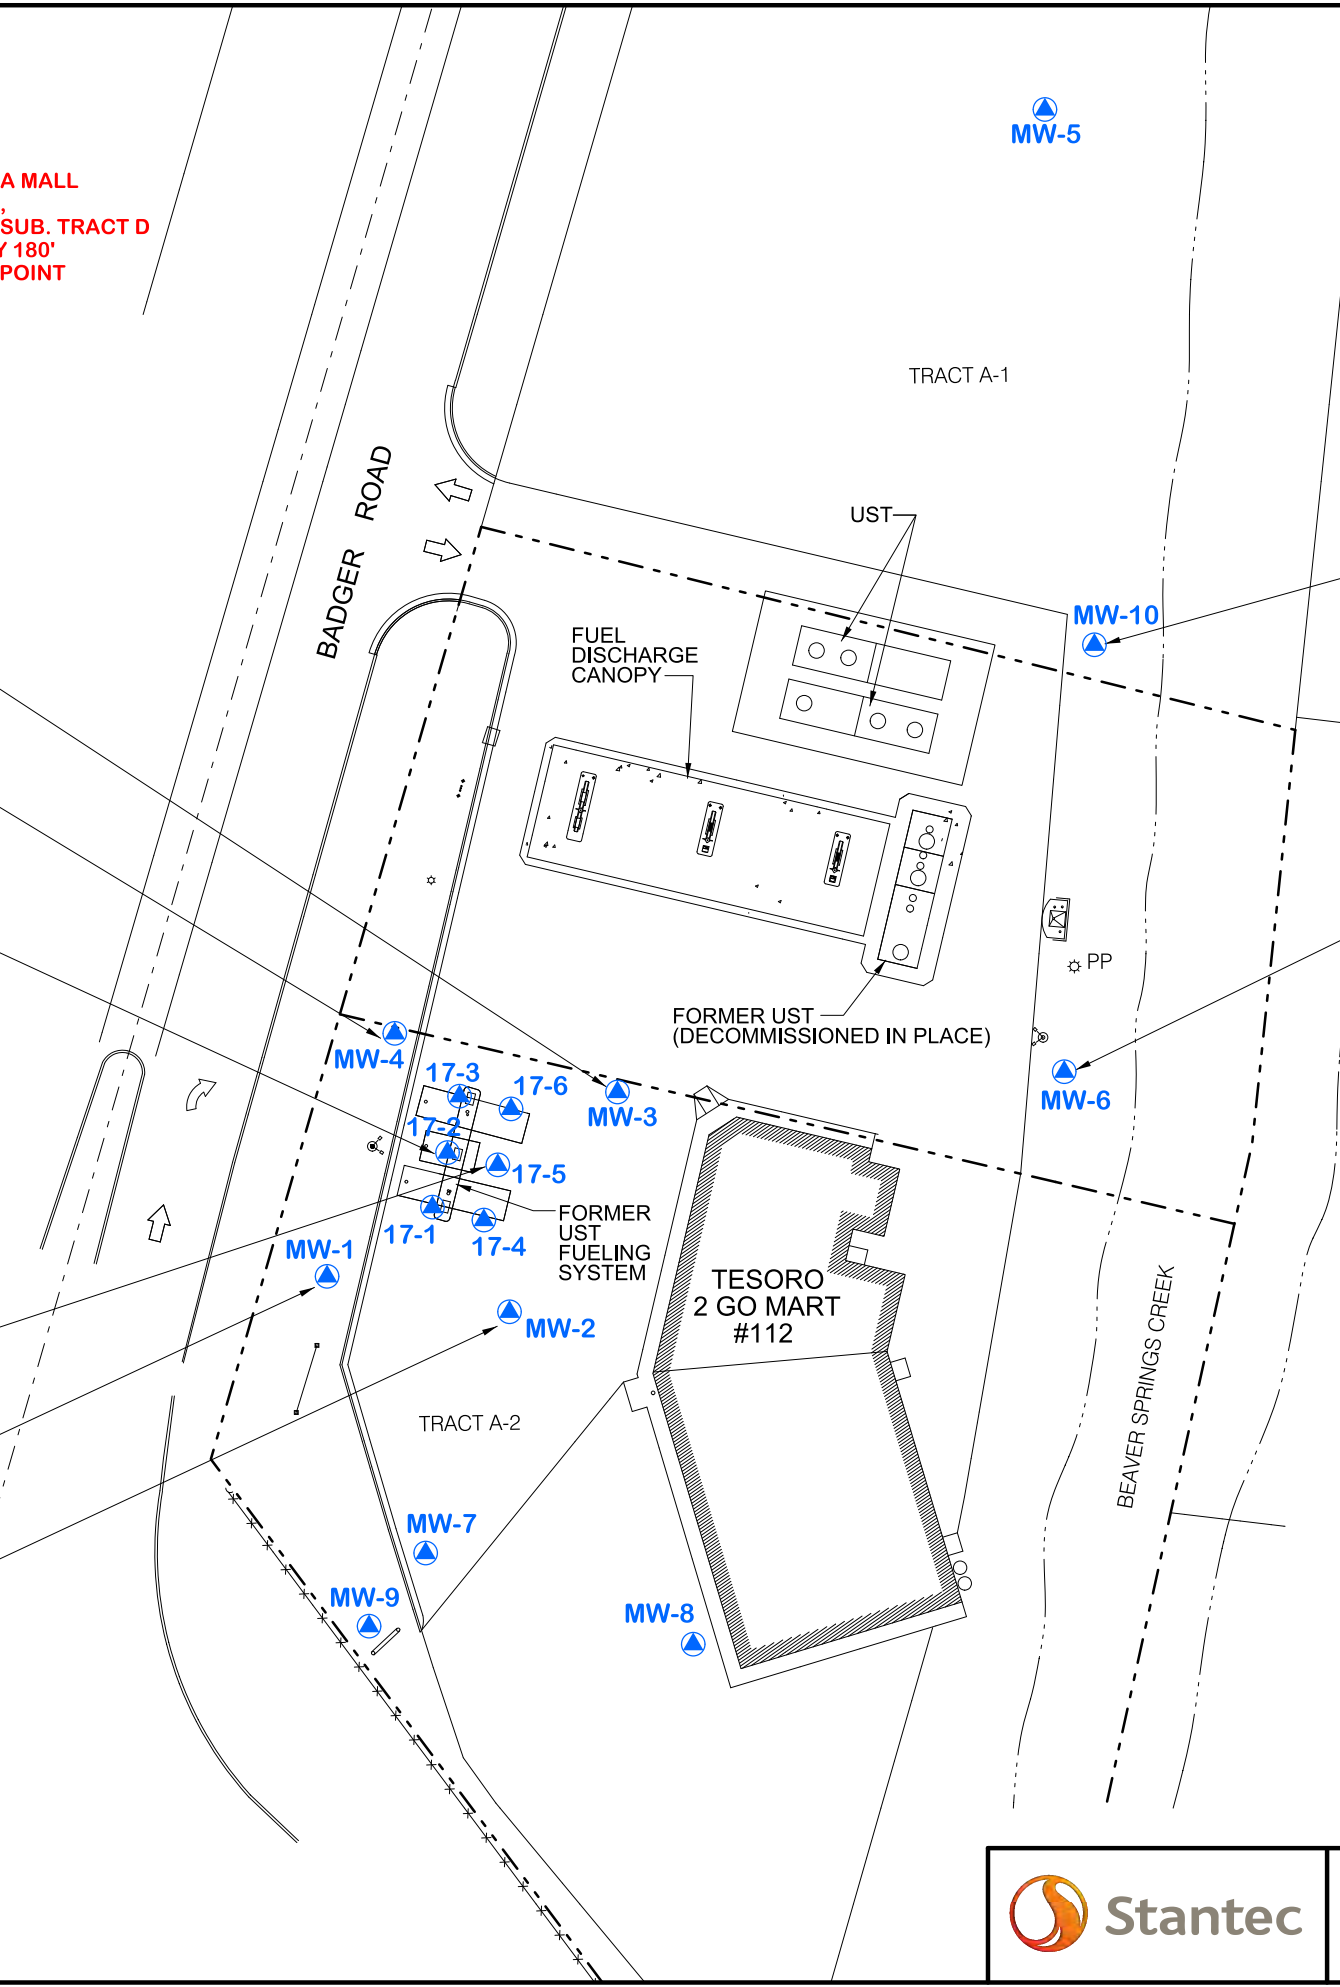 MW-5
A MALL
,
SUB. TRACT D
Y 180'
POINT
TRACT A-1
BADGER ROAD
UST
MW-10
FUEL
DISCHARGE
CANOPY
PP
FORMER UST
(DECOMMISSIONED IN PLACE)
MW-4
17-3
17-6
MW-3
MW-6
17-2
17-5
17-1
17-4
FORMER
UST
FUELING
SYSTEM
MW-1
MW-2
TESORO
2 GO MART
#112
BEAVER SPRINGS CREEK
TRACT A-2
MW-7
MW-9
MW-8
Stantec